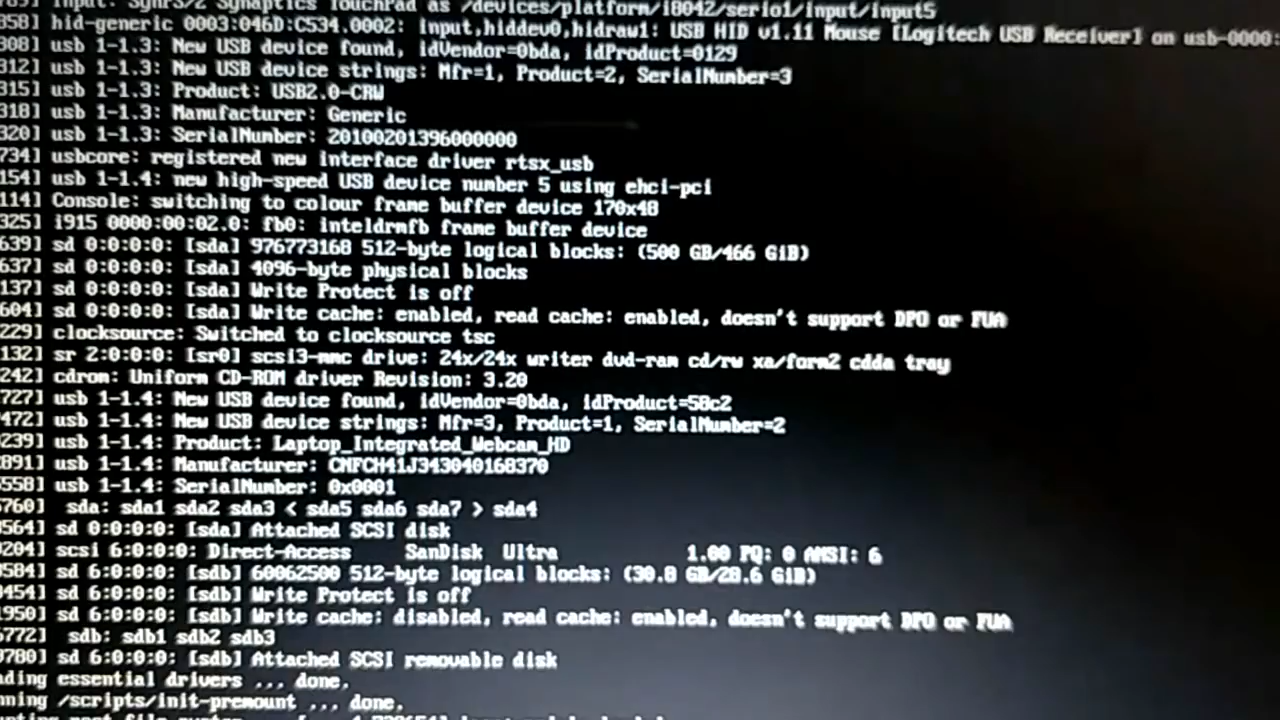 789] input: SynPS/2 Synaptics TouchPad as /devices/platform/i8042/serio1/input/input5
858] hid-generic 0003:046D:C534.0002: input,hiddev0,hidraw1: USB HID v1.11 Mouse [Logitech USB Receiver] on usb-0000:
308] usb 1-1.3: New USB device found, idVendor=0bda, idProduct=0129
312] usb 1-1.3: New USB device strings: Mfr=1, Product=2, SerialNumber=3
315] usb 1-1.3: Product: USB2.0-CRW
318] usb 1-1.3: Manufacturer: Generic
320] usb 1-1.3: SerialNumber: 20100201396000000
734] usbcore: registered new interface driver rtsx_usb
154] usb 1-1.4: new high-speed USB device number 5 using ehci-pci
114] Console: switching to colour frame buffer device 170x48
325] i915 0000:00:02.0: fb0: inteldrmfb frame buffer device
639] sd 0:0:0:0: [sda] 976773168 512-byte logical blocks: (500 GB/466 GiB)
637] sd 0:0:0:0: [sda] 4096-byte physical blocks
137] sd 0:0:0:0: [sda] Write Protect is off
604] sd 0:0:0:0: [sda] Write cache: enabled, read cache: enabled, doesn't support DPO or FUA
229] clocksource: Switched to clocksource tsc
132] sr 2:0:0:0: [sr0] scsi3-mmc drive: 24x/24x writer dvd-ram cd/rw xa/form2 cdda tray
242] cdrom: Uniform CD-ROM driver Revision: 3.20
727] usb 1-1.4: New USB device found, idVendor=0bda, idProduct=58c2
472] usb 1-1.4: New USB device strings: Mfr=3, Product=1, SerialNumber=2
239] usb 1-1.4: Product: Laptop_Integrated_Webcam_HD
891] usb 1-1.4: Manufacturer: CNFCH41J343040168370
558] usb 1-1.4: SerialNumber: 0x0001
760] sda: sda1 sda2 sda3 < sda5 sda6 sda7 > sda4
564] sd 0:0:0:0: [sda] Attached SCSI disk
204] scsi 6:0:0:0: Direct-Access SanDisk Ultra 1.00 PQ: 0 ANSI: 6
584] sd 6:0:0:0: [sdb] 60062500 512-byte logical blocks: (30.8 GB/28.6 GiB)
454] sd 6:0:0:0: [sdb] Write Protect is off
950] sd 6:0:0:0: [sdb] Write cache: disabled, read cache: enabled, doesn't support DPO or FUA
772] sdb: sdb1 sdb2 sdb3
780] sd 6:0:0:0: [sdb] Attached SCSI removable disk
ading essential drivers ... done.
nning /scripts/init-premount ... done.